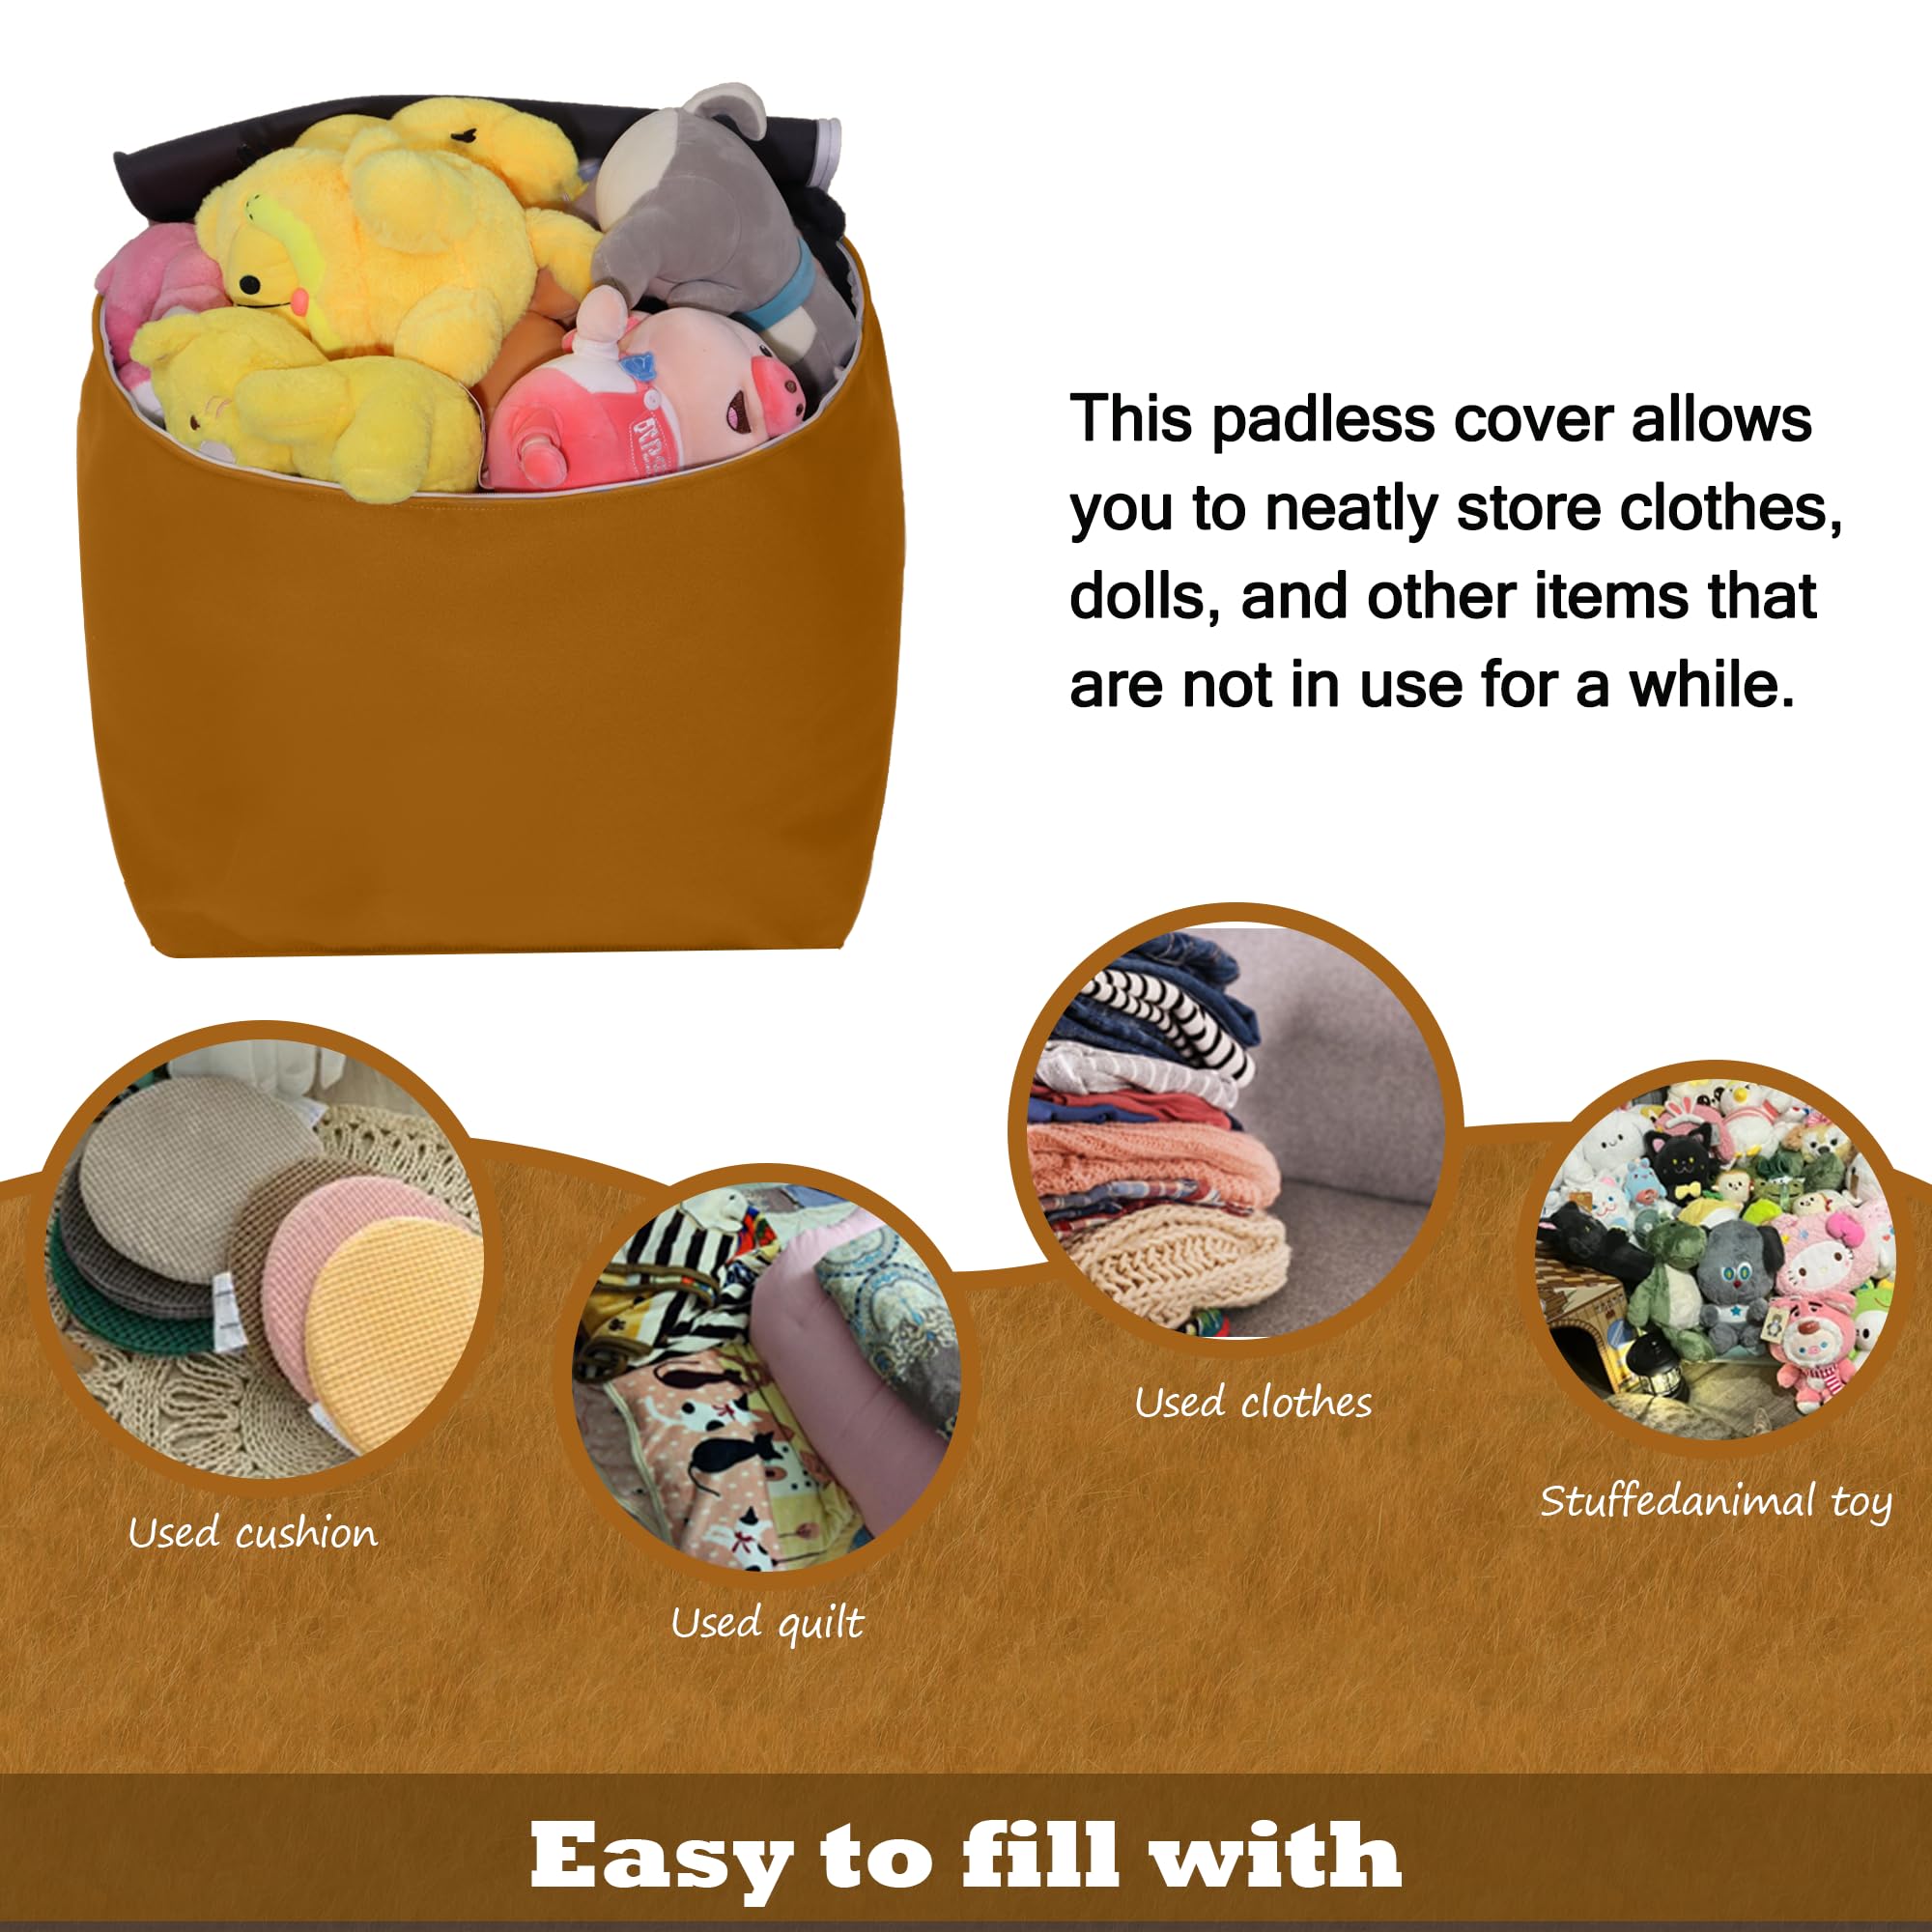 This padless cover allows
you to neatly store clothes,
dolls, and other items that
are not in use for a while.
Used cushion
Used quilt
Used clothes
Stuffedanimal toy
Easy to fill with